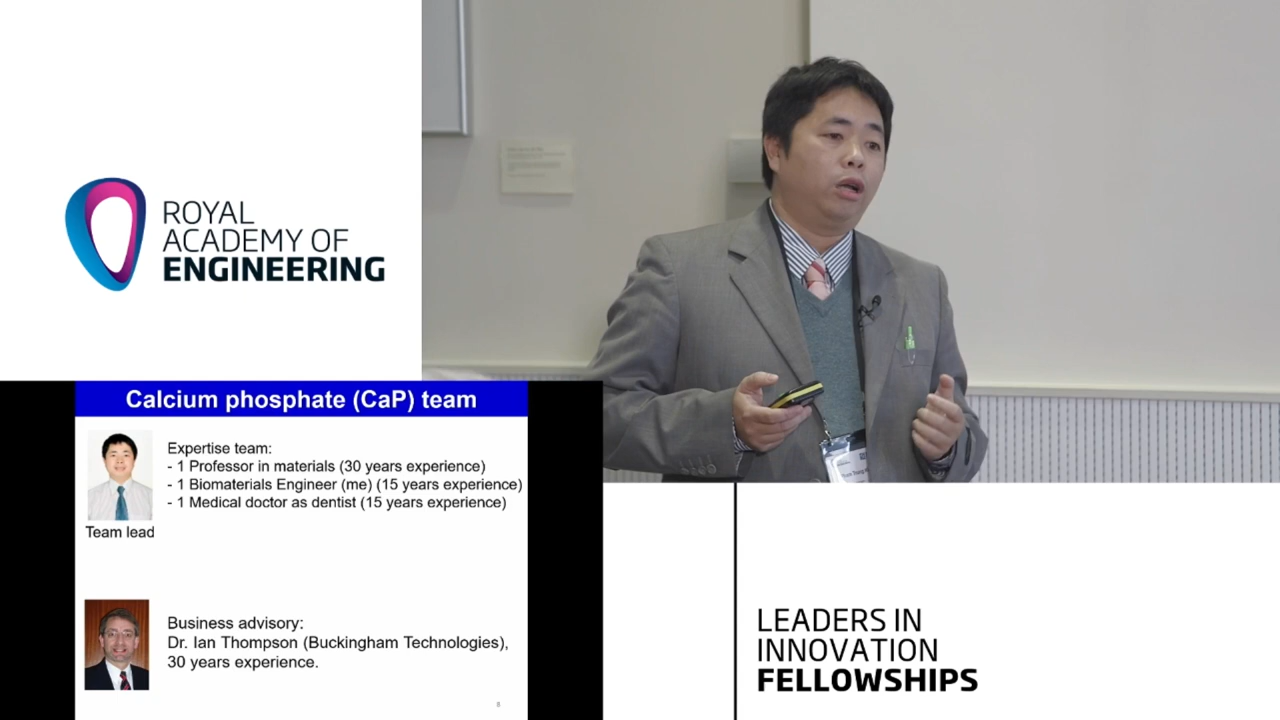 ROYAL
ACADEMY OF
ENGINEERING
Calcium phosphate (CaP) team
Expertise team:
- 1 Professor in materials (30 years experience)
- 1 Biomaterials Engineer (me) (15 years experience)
- 1 Medical doctor as dentist (15 years experience)
Team lead
Business advisory:
Dr. Ian Thompson (Buckingham Technologies),
30 years experience.
8
LEADERS IN
INNOVATION
FELLOWSHIPS